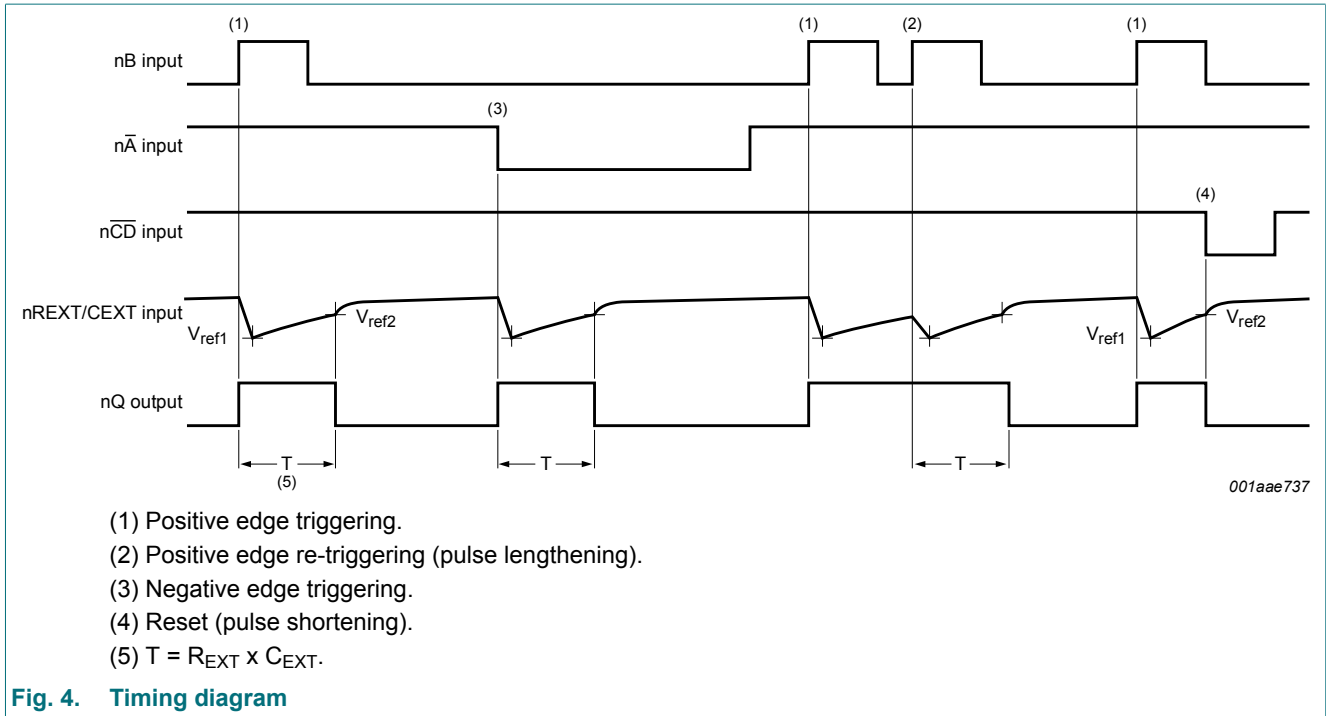 (1) (1) (2) (1)
nB input
(3)
nA̅ input
(4)
nC̅D̅ input
nREXT/CEXT input
Vref1 Vref2 Vref1 Vref2
nQ output
T T T
(5)
001aae737
(1) Positive edge triggering.
(2) Positive edge re-triggering (pulse lengthening).
(3) Negative edge triggering.
(4) Reset (pulse shortening).
(5) T = REXT x CEXT.
Fig. 4. Timing diagram